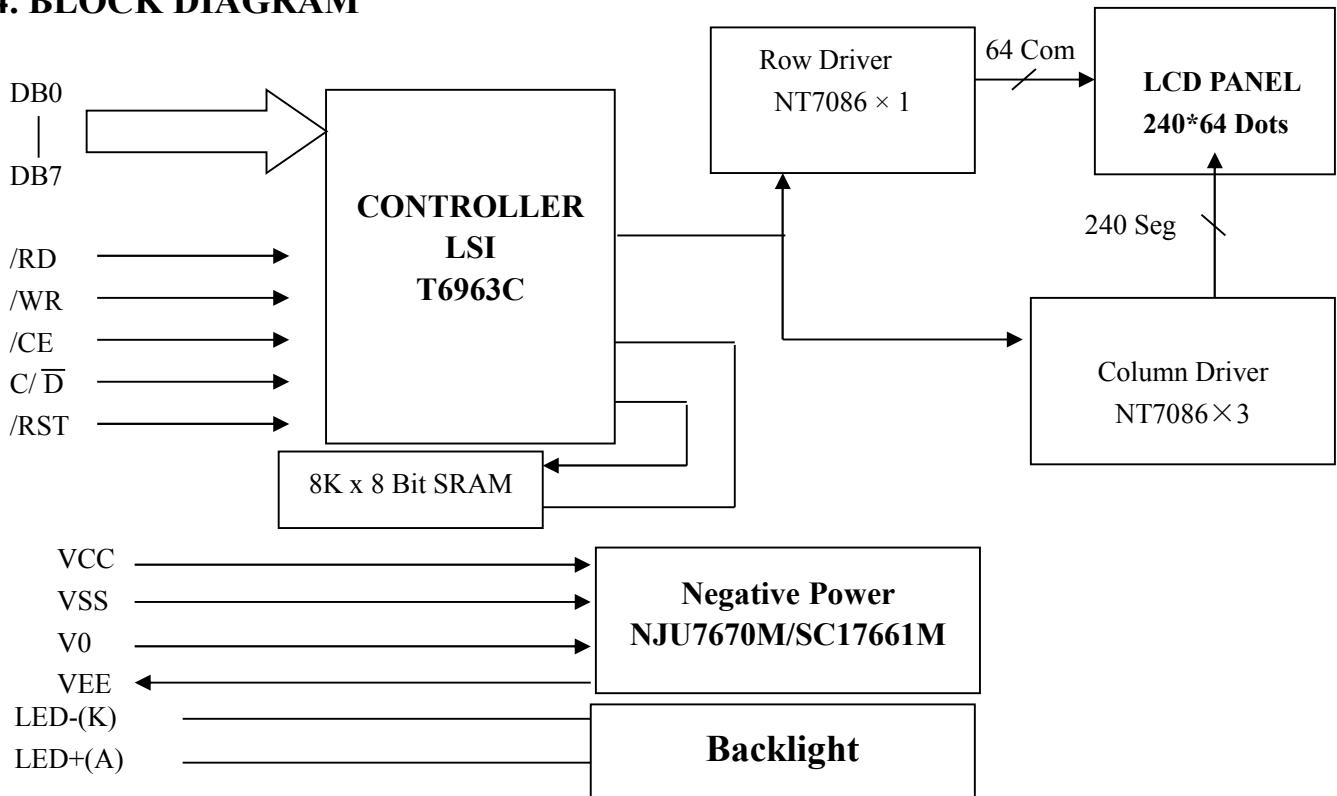 4. BLOCK DIAGRAM
DB0
DB7
/RD
/WR
/CE
C/ D̅
/RST
CONTROLLER
LSI
T6963C
8K x 8 Bit SRAM
Row Driver
NT7086 × 1
64 Com
LCD PANEL
240*64 Dots
240 Seg
Column Driver
NT7086×3
VCC
VSS
V0
VEE
Negative Power
NJU7670M/SC17661M
LED-(K)
LED+(A)
Backlight